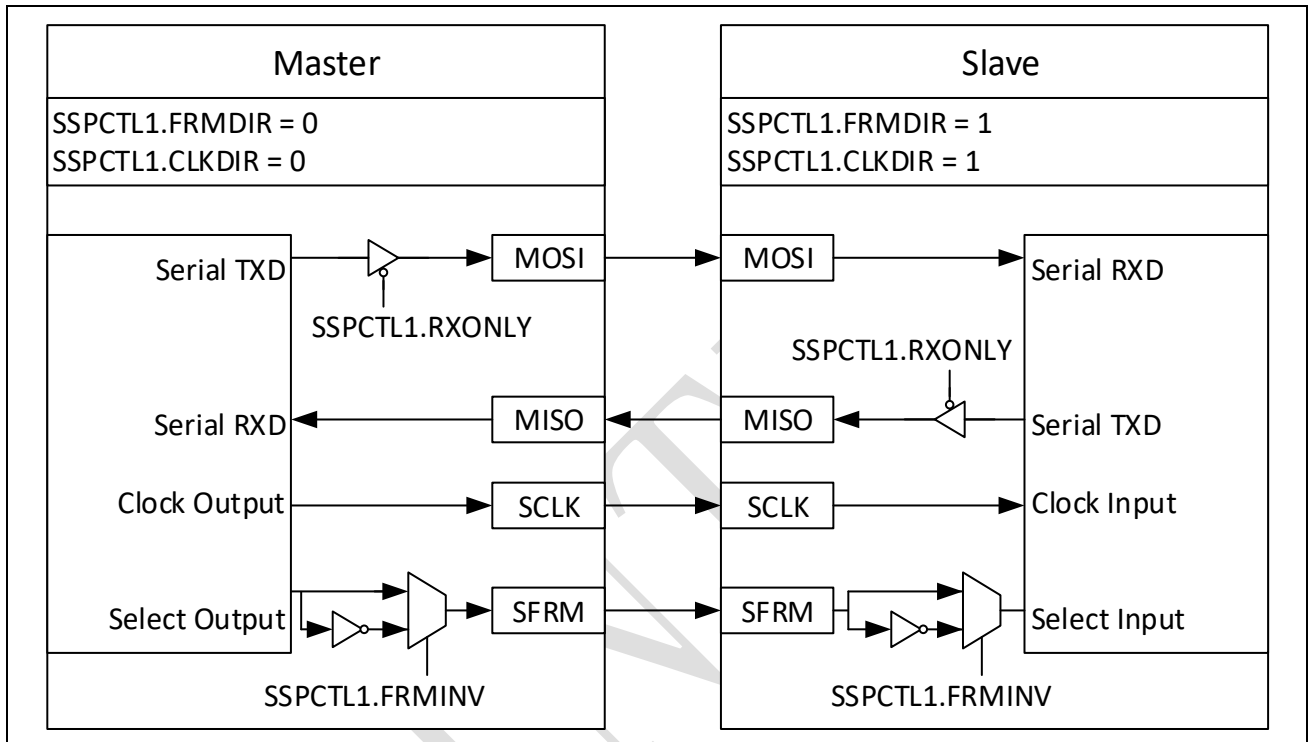 Master
SSPCTL1.FRMDIR = 0
SSPCTL1.CLKDIR = 0
Serial TXD
SSPCTL1.RXONLY
MOSI
Serial RXD
MISO
Clock Output
SCLK
Select Output
SFRM
SSPCTL1.FRMINV
Slave
SSPCTL1.FRMDIR = 1
SSPCTL1.CLKDIR = 1
MOSI
Serial RXD
SSPCTL1.RXONLY
MISO
Serial TXD
SCLK
Clock Input
SFRM
Select Input
SSPCTL1.FRMINV